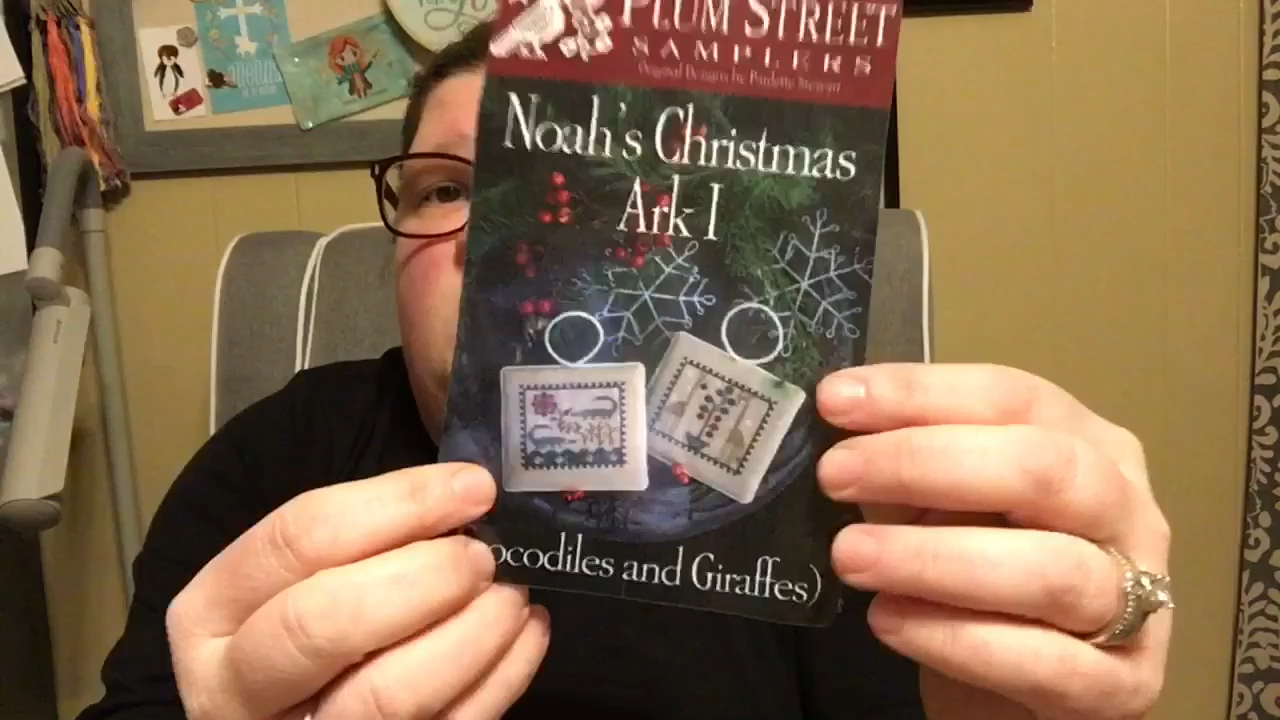 PLUM STREET
SAMPLERS
Original Designs by Paulette Stewart
Noah's Christmas
Ark I
ocodiles and Giraffes)